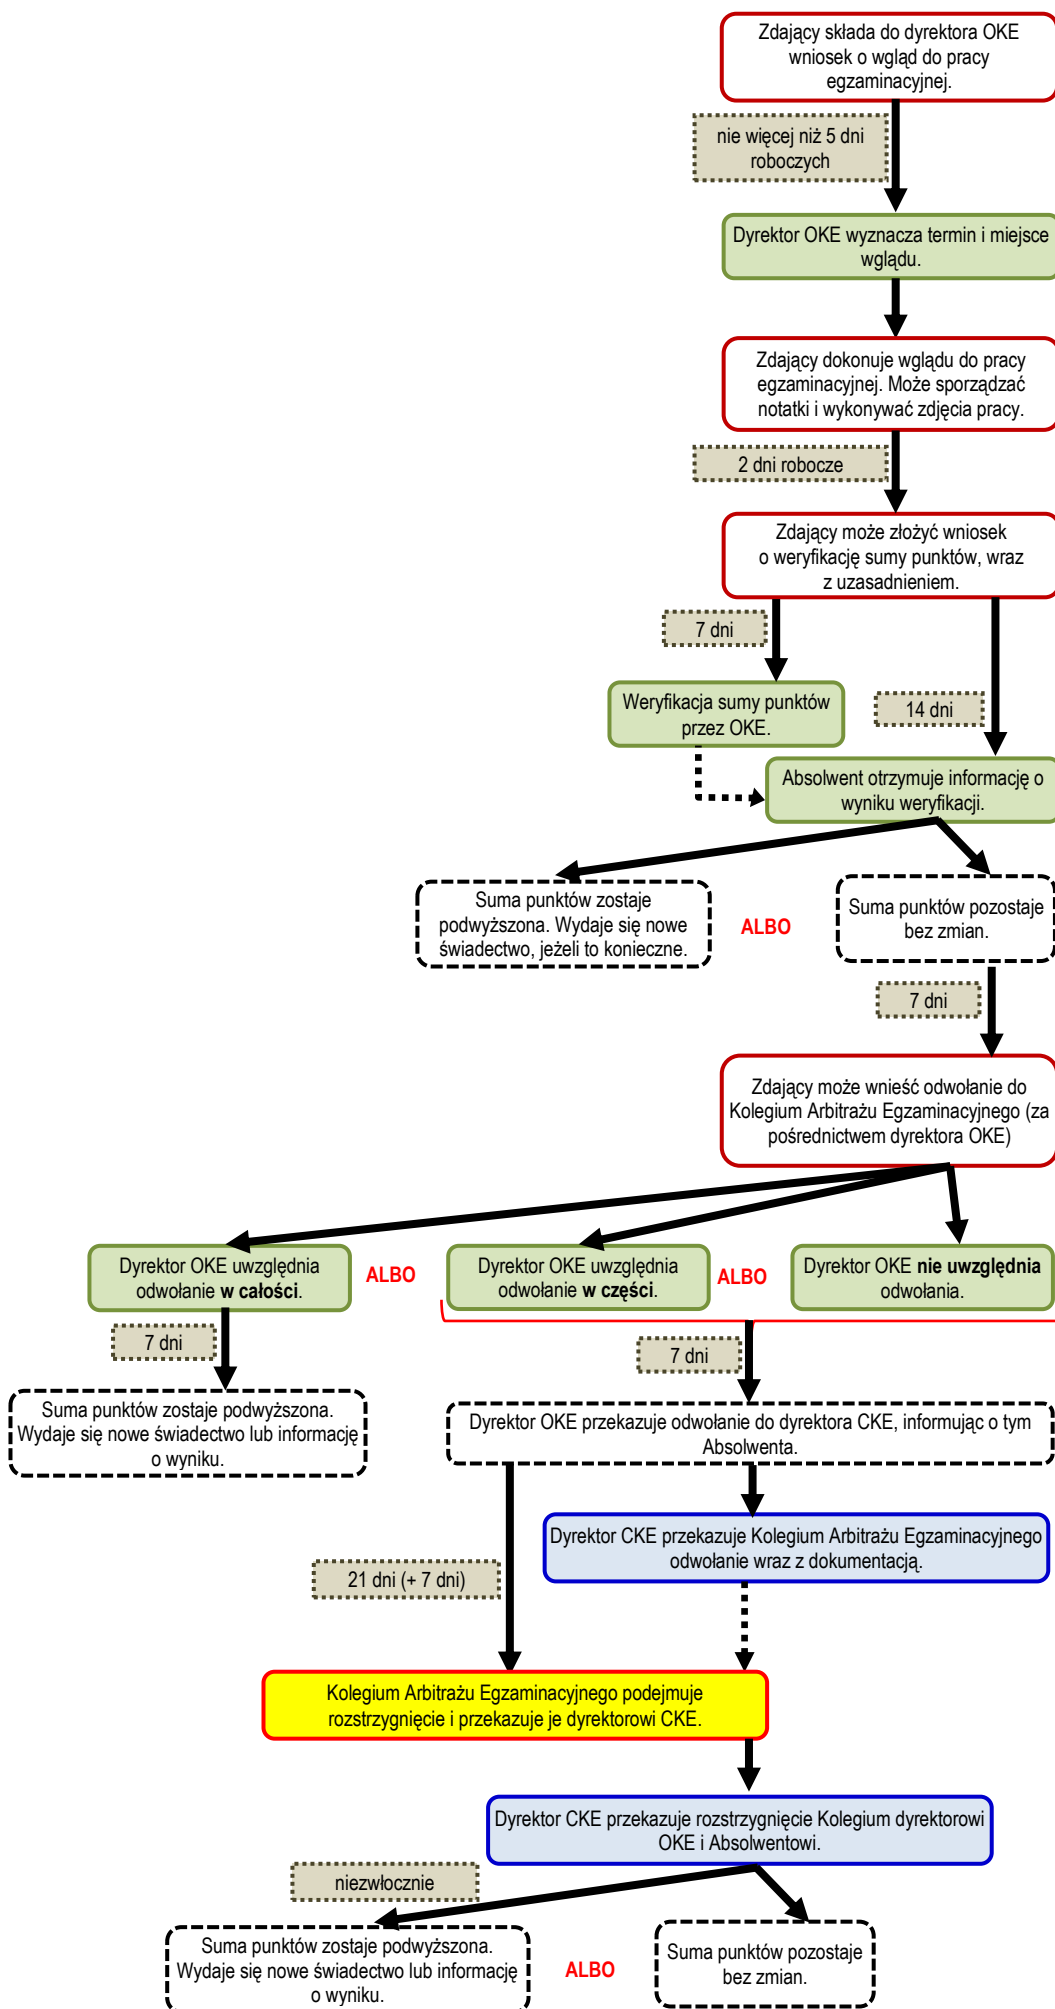 Zdający składa do dyrektora OKE
wniosek o wgląd do pracy
egzaminacyjnej.
nie więcej niż 5 dni
roboczych
Dyrektor OKE wyznacza termin i miejsce
wglądu.
Zdający dokonuje wglądu do pracy
egzaminacyjnej. Może sporządzać
notatki i wykonywać zdjęcia pracy.
2 dni robocze
Zdający może złożyć wniosek
o weryfikację sumy punktów, wraz
z uzasadnieniem.
7 dni
Weryfikacja sumy punktów
przez OKE.
14 dni
Absolwent otrzymuje informację o
wyniku weryfikacji.
Suma punktów zostaje
podwyższona. Wydaje się nowe
świadectwo, jeżeli to konieczne.
ALBO
Suma punktów pozostaje
bez zmian.
7 dni
Zdający może wnieść odwołanie do
Kolegium Arbitrażu Egzaminacyjnego (za
pośrednictwem dyrektora OKE)
Dyrektor OKE uwzględnia
odwołanie w całości.
ALBO
Dyrektor OKE uwzględnia
odwołanie w części.
ALBO
Dyrektor OKE nie uwzględnia
odwołania.
7 dni
7 dni
Suma punktów zostaje podwyższona.
Wydaje się nowe świadectwo lub informację
o wyniku.
Dyrektor OKE przekazuje odwołanie do dyrektora CKE, informując o tym
Absolwenta.
Dyrektor CKE przekazuje Kolegium Arbitrażu Egzaminacyjnego
odwołanie wraz z dokumentacją.
21 dni (+ 7 dni)
Kolegium Arbitrażu Egzaminacyjnego podejmuje
rozstrzygnięcie i przekazuje je dyrektorowi CKE.
Dyrektor CKE przekazuje rozstrzygnięcie Kolegium dyrektorowi
OKE i Absolwentowi.
niezwłocznie
Suma punktów zostaje podwyższona.
Wydaje się nowe świadectwo lub informację
o wyniku.
ALBO
Suma punktów pozostaje
bez zmian.